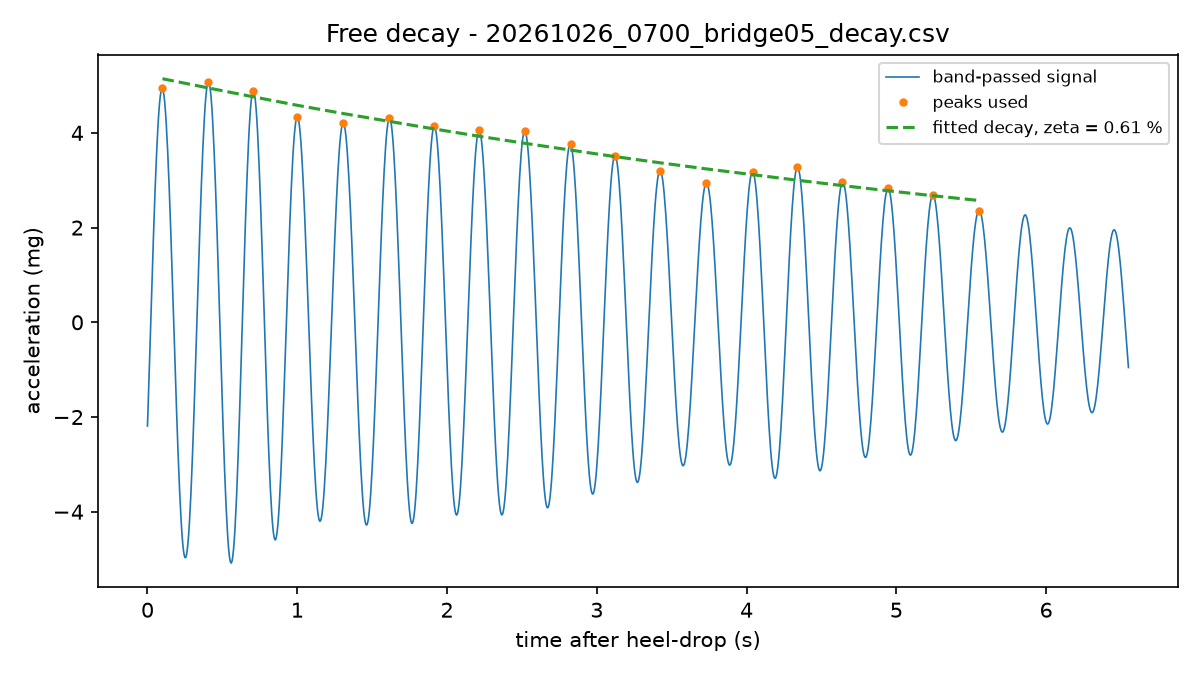 Free decay - 20261026_0700_bridge05_decay.csv
band-passed signal
peaks used
fitted decay, zeta = 0.61 %
acceleration (mg)
4
2
0
−2
−4
0 1 2 3 4 5 6
time after heel-drop (s)